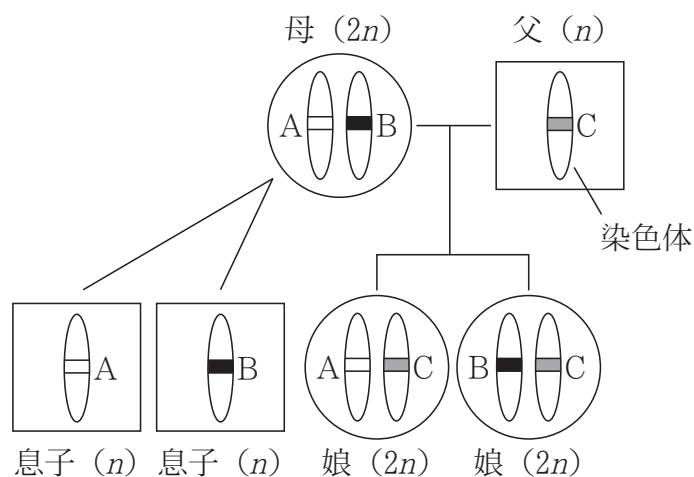 母（2n） 父（n）
A B C
染色体
A B A C B C
息子（n） 息子（n） 娘（2n） 娘（2n）